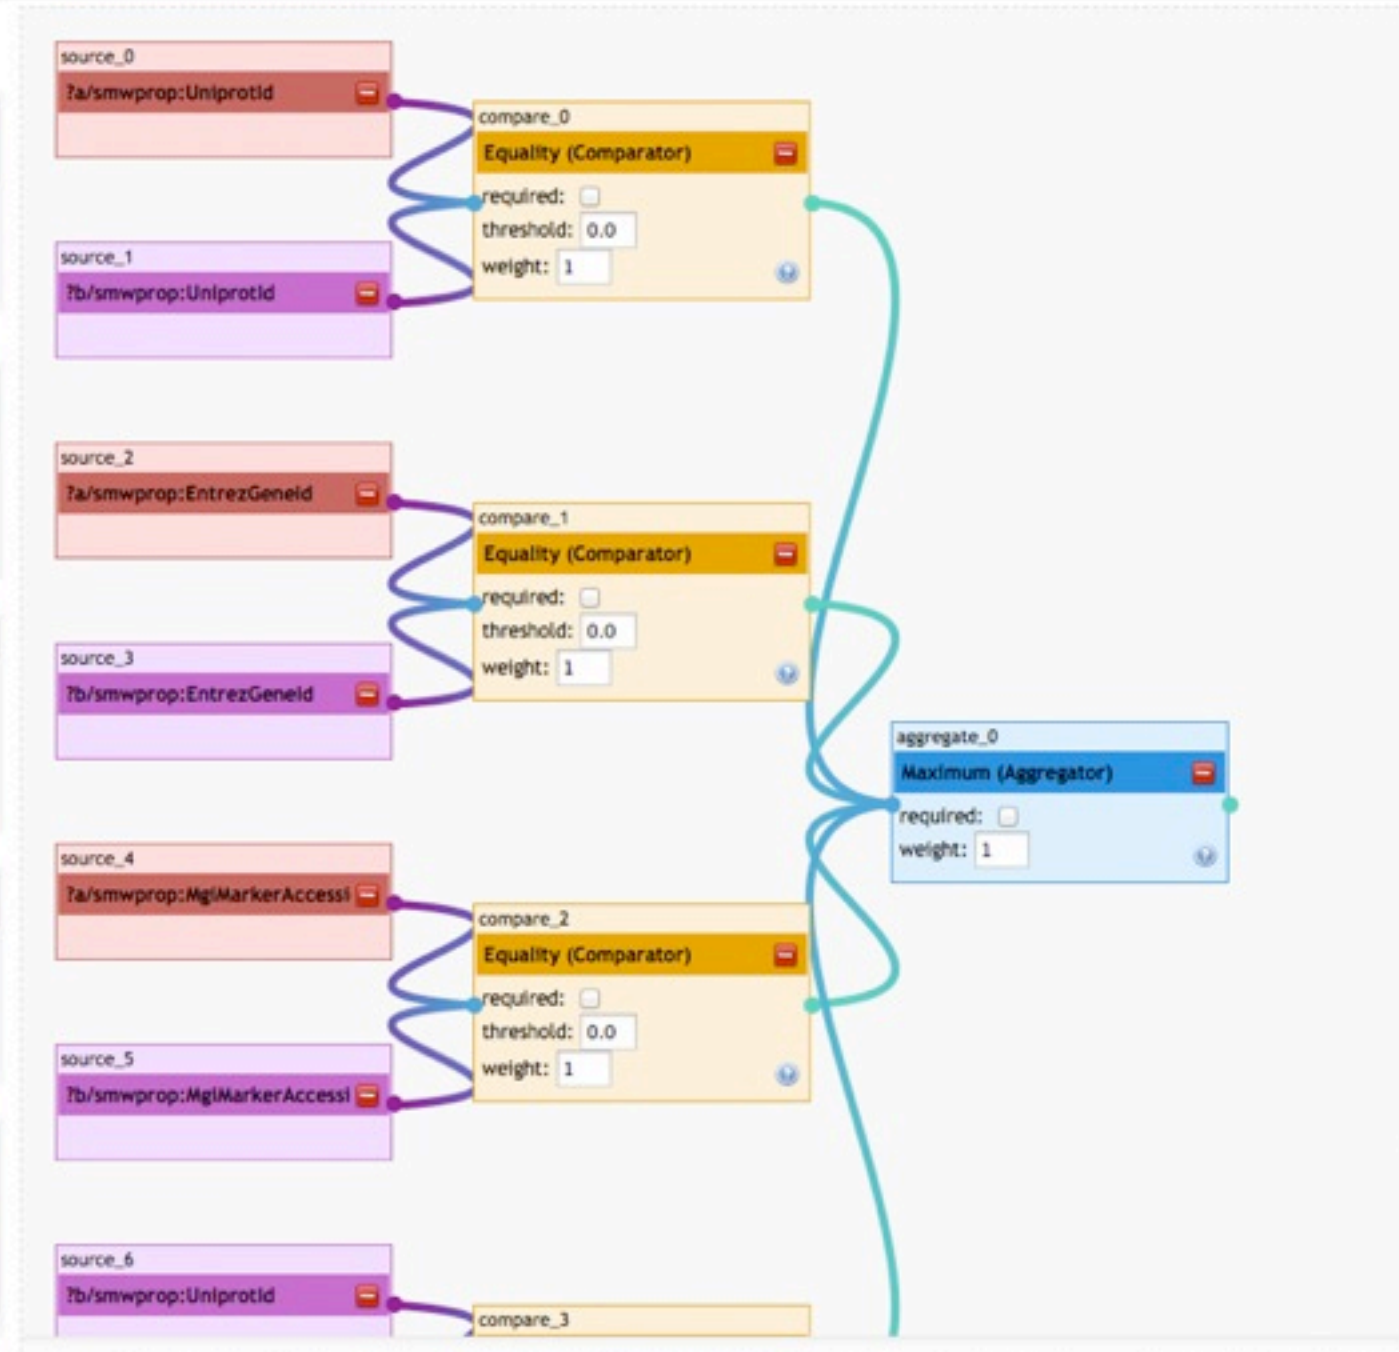 source_0
?a/smwprop:UniprotId
compare_0
Equality (Comparator)
required:
threshold: 0.0
weight: 1
source_1
?b/smwprop:UniprotId
source_2
?a/smwprop:EntrezGeneId
compare_1
Equality (Comparator)
required:
threshold: 0.0
weight: 1
source_3
?b/smwprop:EntrezGeneId
aggregate_0
Maximum (Aggregator)
required:
weight: 1
source_4
?a/smwprop:MgiMarkerAccessi
compare_2
Equality (Comparator)
required:
threshold: 0.0
weight: 1
source_5
?b/smwprop:MgiMarkerAccessi
source_6
?b/smwprop:UniprotId
compare_3